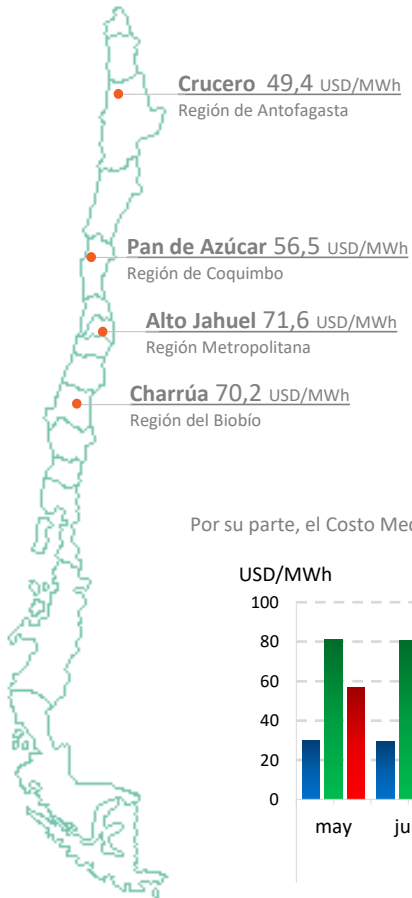 Crucero 49,4 USD/MWh
Región de Antofagasta
Pan de Azúcar 56,5 USD/MWh
Región de Coquimbo
Alto Jahuel 71,6 USD/MWh
Región Metropolitana
Charrúa 70,2 USD/MWh
Región del Biobío
Por su parte, el Costo
USD/MWh
100
80
60
40
20
0
may